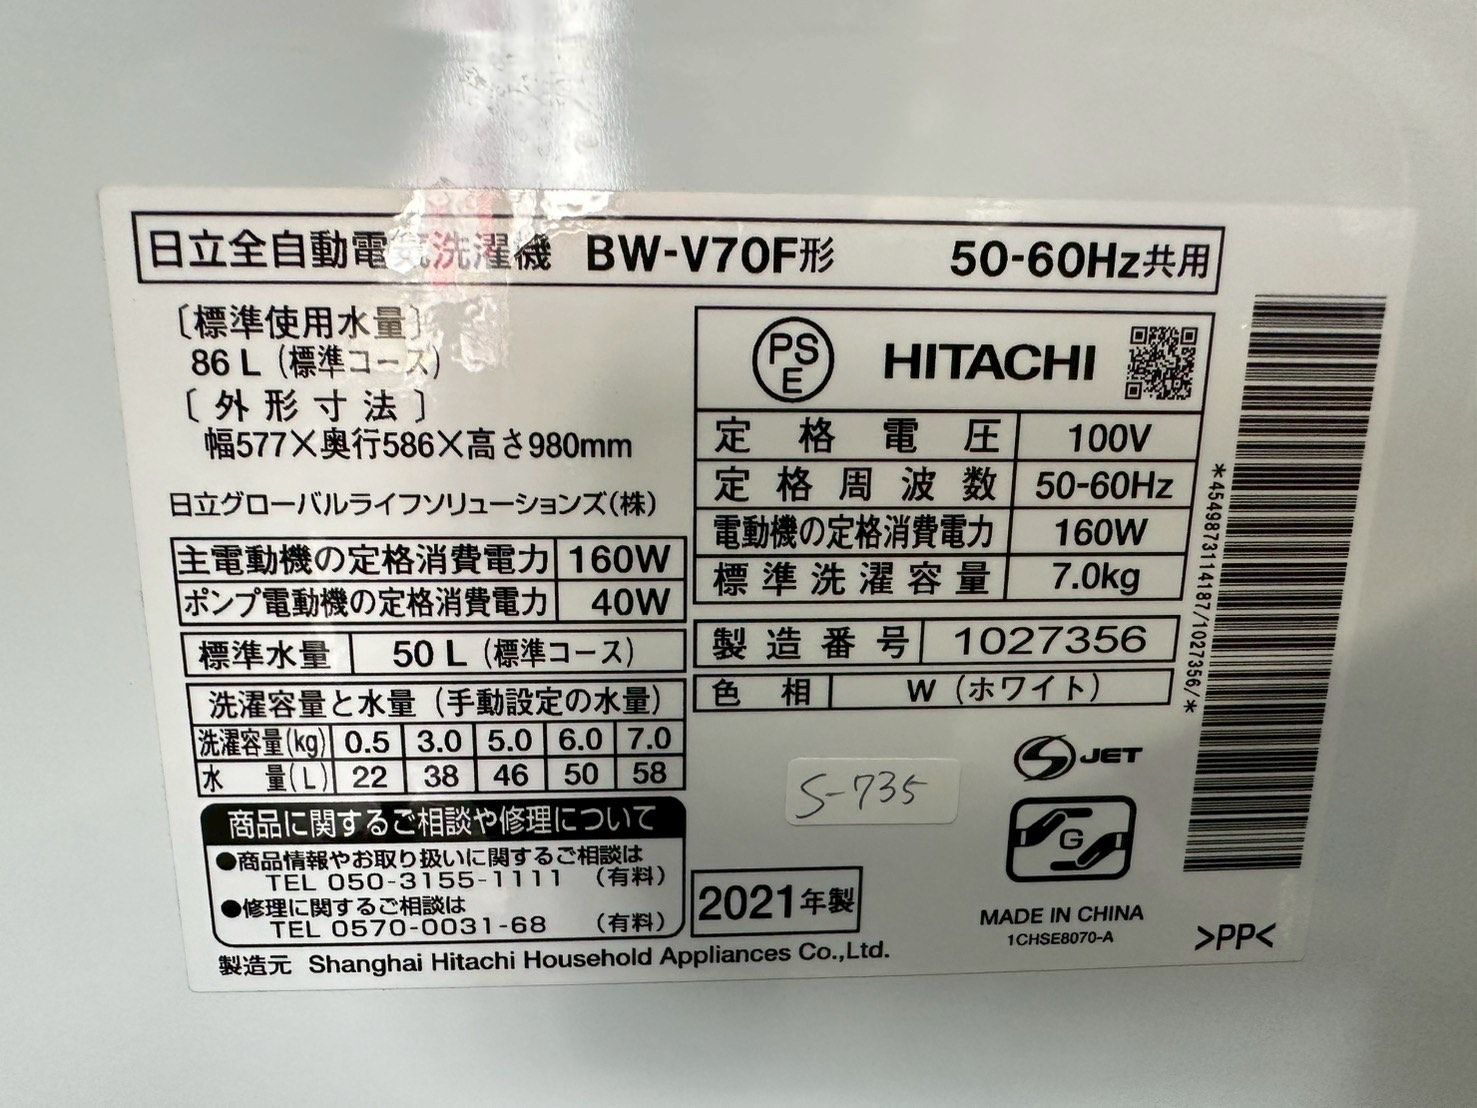 日立全自動電気洗濯機 BW-V70F形 50-60Hz共用
〔標準使用水量〕
86L (標準コース)
〔外形寸法〕
幅577×奥行586×高さ980mm
日立グローバルライフソリューションズ(株)
主電動機の定格消費電力 160W
ポンプ電動機の定格消費電力 40W
標準水量 50L (標準コース)
洗濯容量と水量 (手動設定の水量)
洗濯容量(kg) 0.5 3.0 5.0 6.0 7.0
水量(L) 22 38 46 50 58
商品に関するご相談や修理について
●商品情報やお取り扱いに関するご相談は
TEL 050-3155-1111 (有料)
●修理に関するご相談は
TEL 0570-0031-68 (有料)
製造元 Shanghai Hitachi Household Appliances Co.,Ltd.
PS
E
HITACHI
定格電圧 100V
定格周波数 50-60Hz
電動機の定格消費電力 160W
標準洗濯容量 7.0kg
製造番号 1027356
色相 W (ホワイト)
S-735
2021年製
S JET
G
MADE IN CHINA
1CHSE8070-A
>PP<
*4549873114187/1027356/*